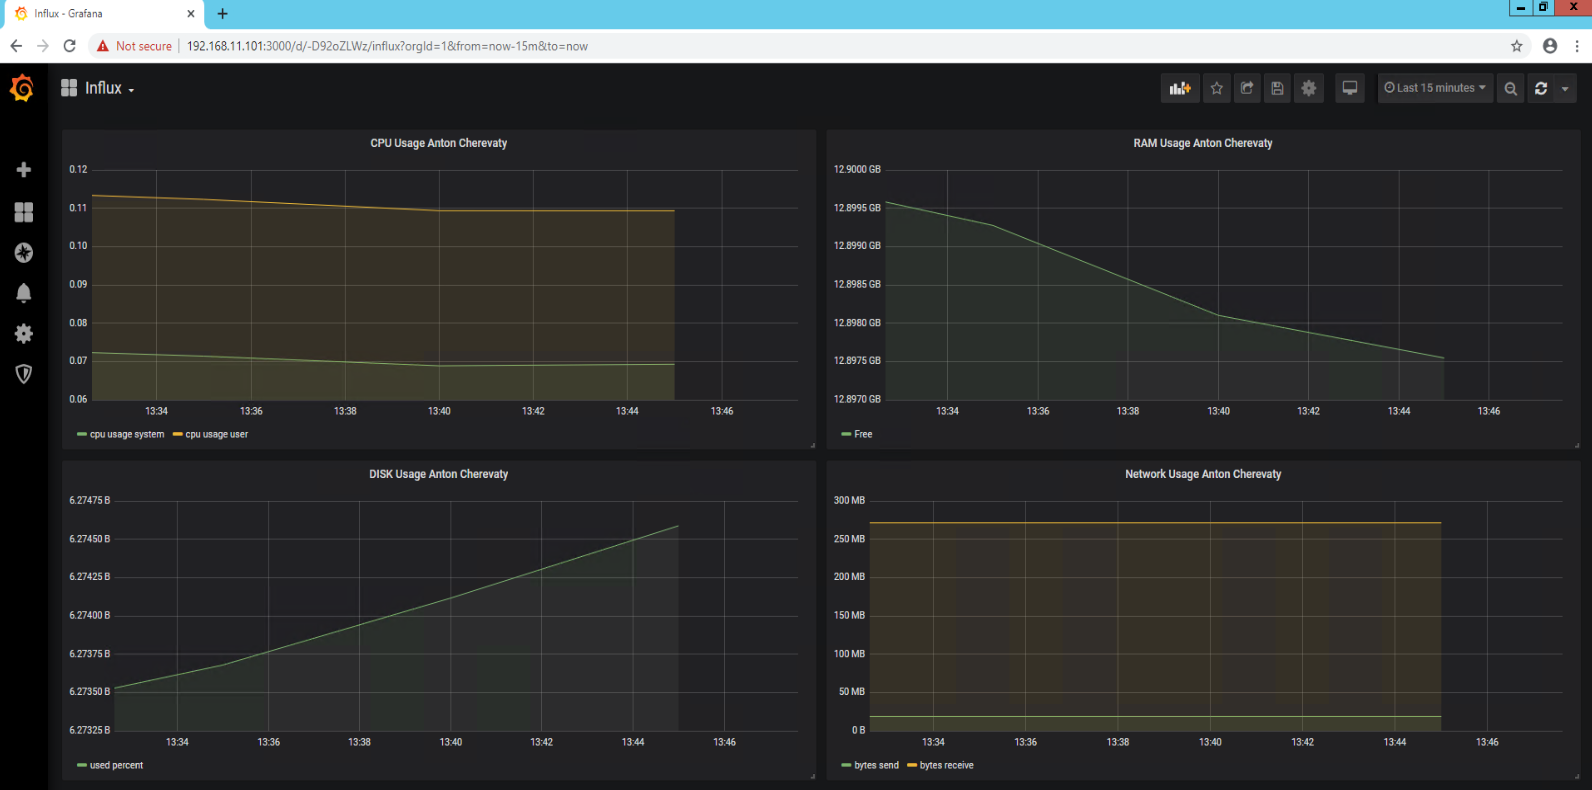 Influx - Grafana
Not secure 192.168.11.101:3000/d/-D92oZLWz/influx?orgId=1&from=now-15m&to=now
Influx
Last 15 minutes
CPU Usage Anton Cherevaty
0.12
0.11
0.10
0.09
0.08
0.07
0.06
13:34 13:36 13:38 13:40 13:42 13:44 13:46
cpu usage system cpu usage user
RAM Usage Anton Cherevaty
12.9000 GB
12.8995 GB
12.8990 GB
12.8985 GB
12.8980 GB
12.8975 GB
12.8970 GB
13:34 13:36 13:38 13:40 13:42 13:44 13:46
Free
DISK Usage Anton Cherevaty
6.27475 B
6.27450 B
6.27425 B
6.27400 B
6.27375 B
6.27350 B
6.27325 B
13:34 13:36 13:38 13:40 13:42 13:44 13:46
used percent
Network Usage Anton Cherevaty
300 MB
250 MB
200 MB
150 MB
100 MB
50 MB
0 B
13:34 13:36 13:38 13:40 13:42 13:44 13:46
bytes send bytes receive